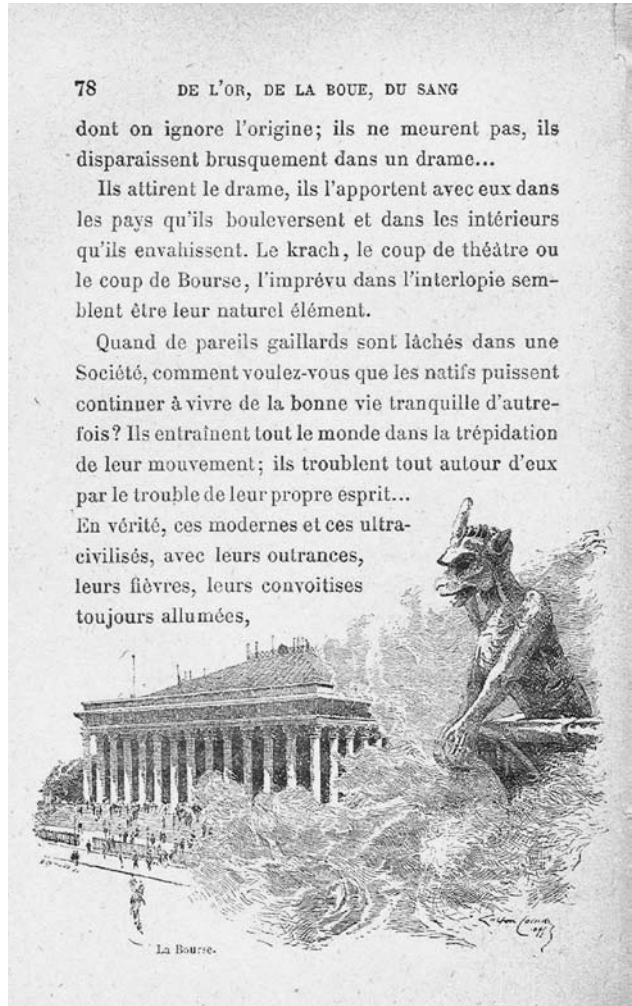 78 DE L'OR, DE LA BOUE, DU SANG
dont on ignore l'origine; ils ne meurent pas, ils
disparaissent brusquement dans un drame...
Ils attirent le drame, ils l'apportent avec eux dans
les pays qu'ils bouleversent et dans les intérieurs
qu'ils envahissent. Le krach, le coup de théâtre ou
le coup de Bourse, l'imprévu dans l'interlopie sem-
blent être leur naturel élément.
Quand de pareils gaillards sont lâchés dans une
Société, comment voulez-vous que les natifs puissent
continuer à vivre de la bonne vie tranquille d'autre-
fois? Ils entraînent tout le monde dans la trépidation
de leur mouvement; ils troublent tout autour d'eux
par le trouble de leur propre esprit...
En vérité, ces modernes et ces ultra-
civilisés, avec leurs outrances,
leurs fièvres, leurs convoitises
toujours allumées,
La Bourse.